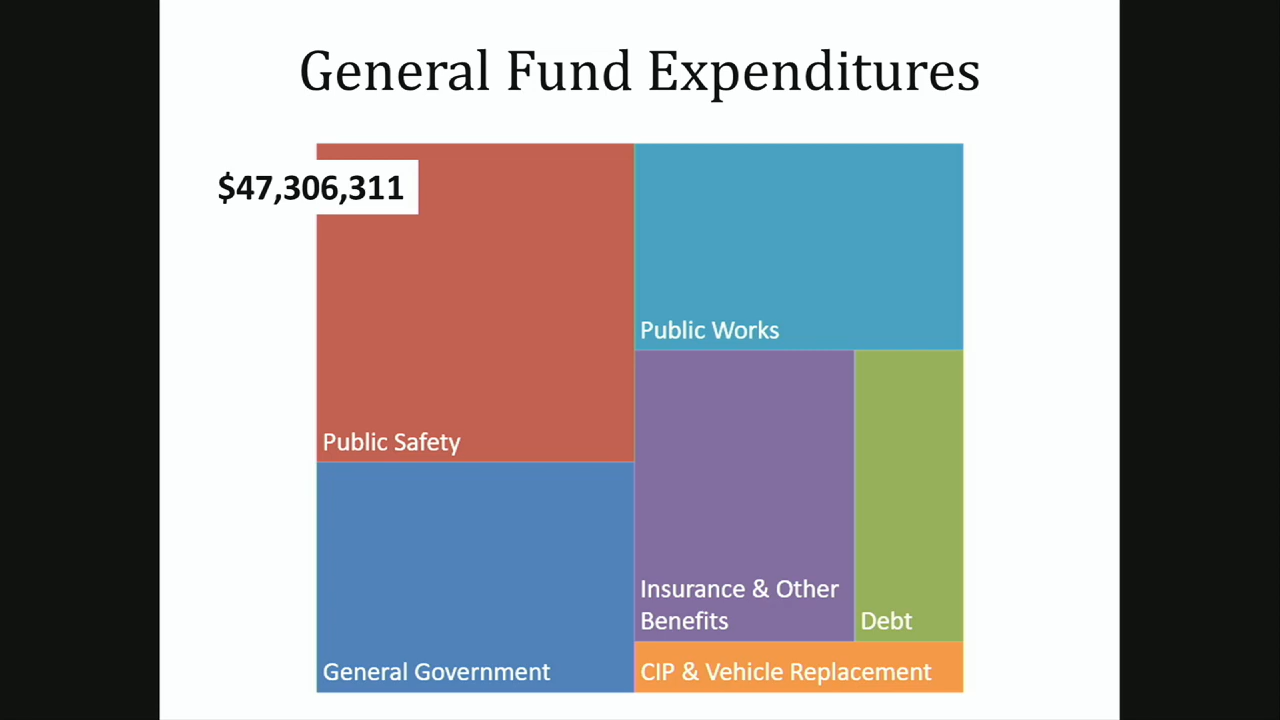 General Fund Expenditures
$47,306,311
Public Works
Public Safety
Insurance & Other
Benefits
Debt
General Government
CIP & Vehicle Replacement